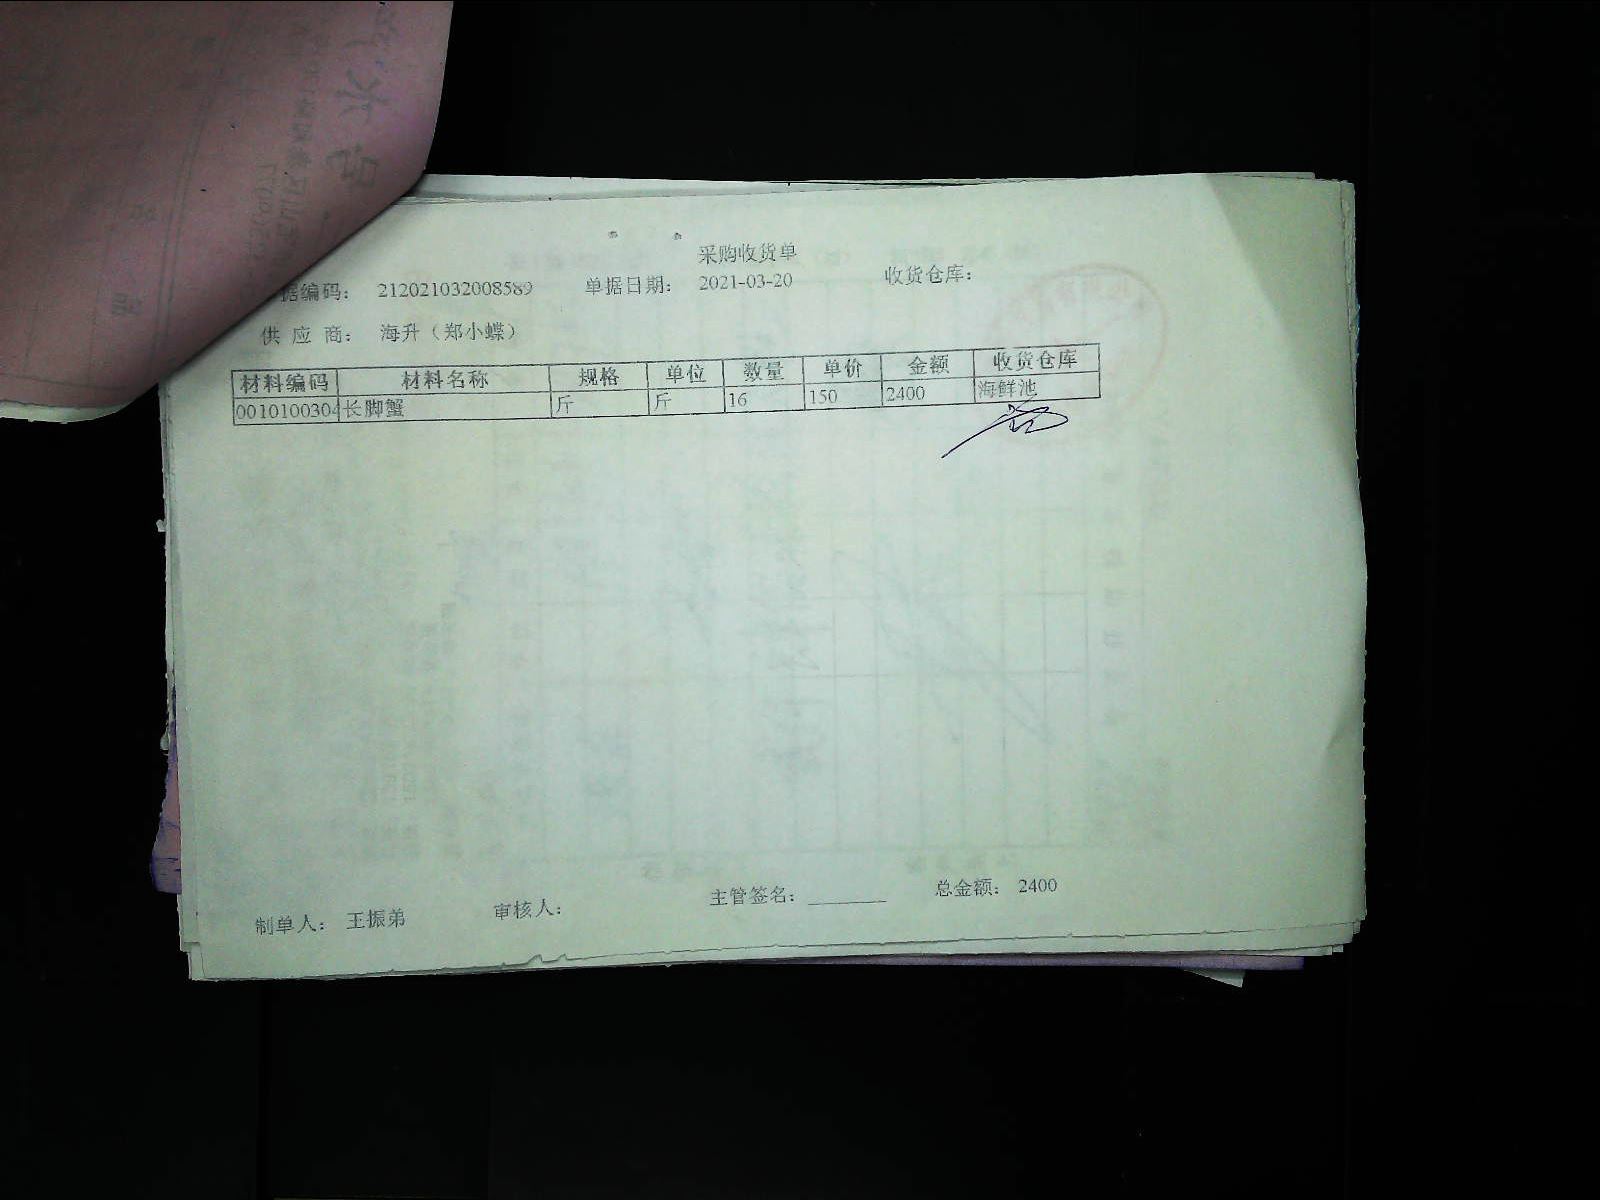 采购收货单
据编码： 212021032008589 单据日期： 2021-03-20 收货仓库：
供 应 商： 海升（郑小蝶）
材料编码 材料名称 规格 单位 数量 单价 金额 收货仓库
0010100304 长脚蟹 斤 斤 16 150 2400 海鲜池
制单人： 王振弟 审核人： 主管签名： ________ 总金额： 2400